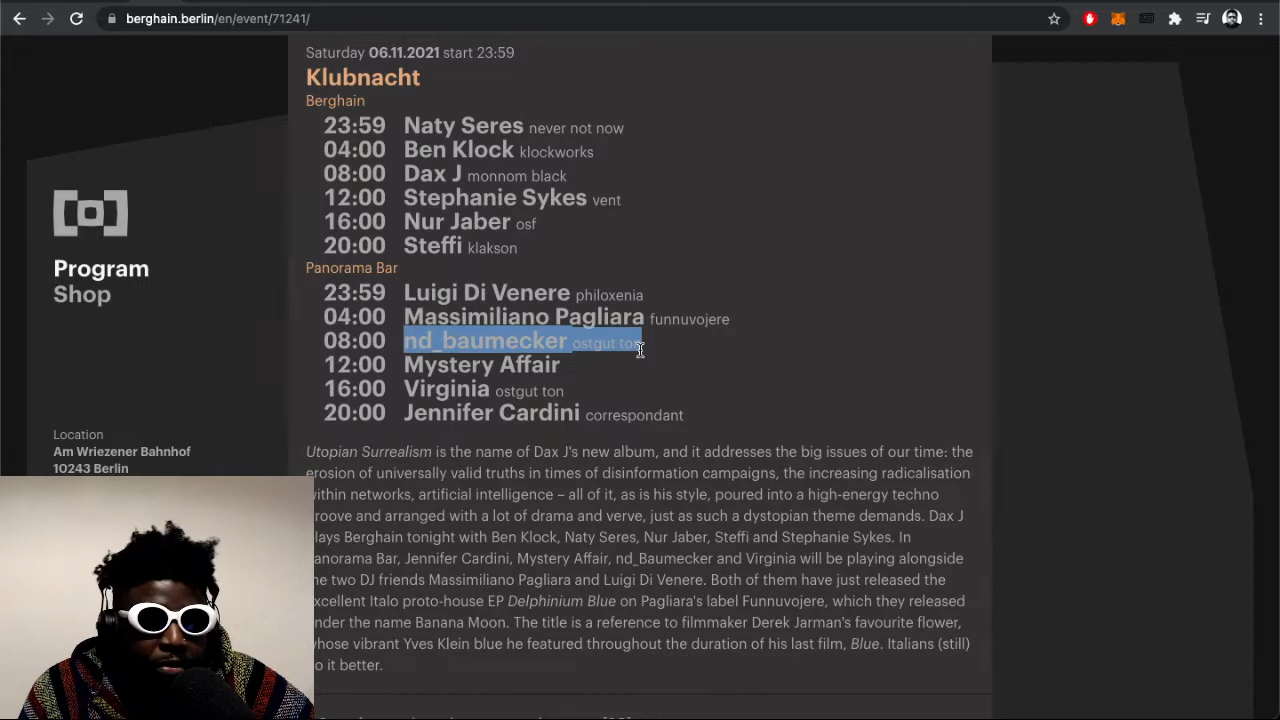 berghain.berlin/en/event/71241/
Saturday 06.11.2021 start 23:59
Klubnacht
Berghain
23:59 Naty Seres never not now
04:00 Ben Klock klockworks
08:00 Dax J monnom black
12:00 Stephanie Sykes vent
16:00 Nur Jaber osf
20:00 Steffi klakson
Panorama Bar
23:59 Luigi Di Venere philoxenia
04:00 Massimiliano Pagliara funnuvojere
08:00 nd_baumecker ostgut ton
12:00 Mystery Affair
16:00 Virginia ostgut ton
20:00 Jennifer Cardini correspondant
Utopian Surrealism is the name of Dax J's new album, and it addresses the big issues of our time: the
erosion of universally valid truths in times of disinformation campaigns, the increasing radicalisation
within networks, artificial intelligence – all of it, as is his style, poured into a high-energy techno
groove and arranged with a lot of drama and verve, just as such a dystopian theme demands. Dax J
plays Berghain tonight with Ben Klock, Naty Seres, Nur Jaber, Steffi and Stephanie Sykes. In
Panorama Bar, Jennifer Cardini, Mystery Affair, nd_Baumecker and Virginia will be playing alongside
the two DJ friends Massimiliano Pagliara and Luigi Di Venere. Both of them have just released the
excellent Italo proto-house EP Delphinium Blue on Pagliara's label Funnuvojere, which they released
under the name Banana Moon. The title is a reference to filmmaker Derek Jarman's favourite flower,
whose vibrant Yves Klein blue he featured throughout the duration of his last film, Blue. Italians (still)
do it better.
Program
Shop
Location
Am Wriezener Bahnhof
10243 Berlin